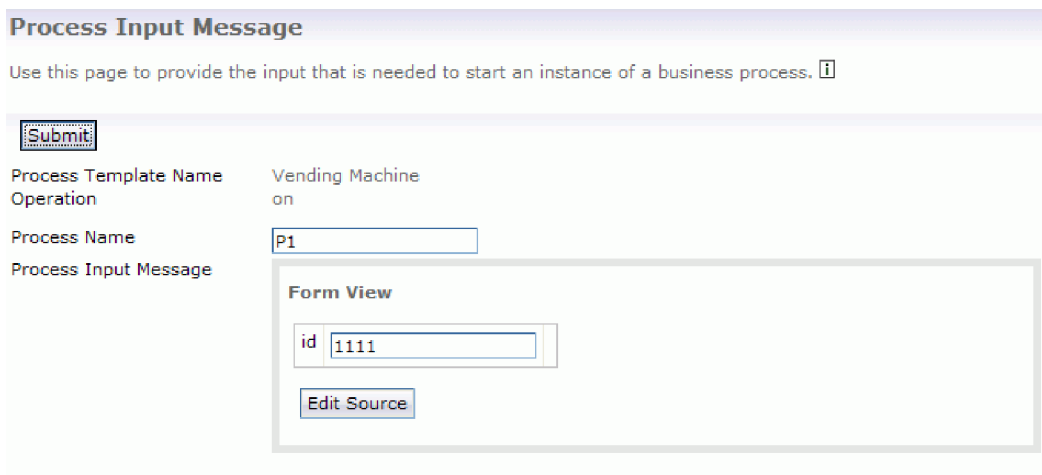 Process Input Message
Use this page to provide the input that is needed to start an instance of a business process. i
Submit
Process Template Name Vending Machine
Operation on
Process Name P1
Process Input Message
Form View
id 1111
Edit Source